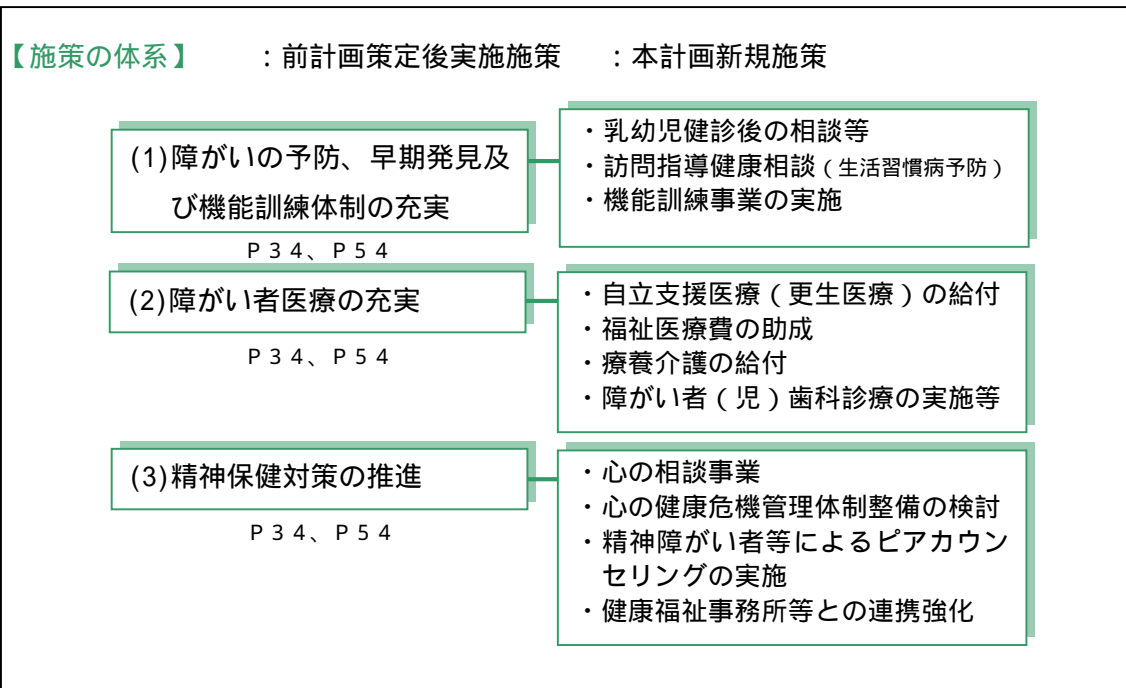 【施策の体系】　：前計画策定後実施施策　：本計画新規施策
(1)障がいの予防、早期発見及
び機能訓練体制の充実
Ｐ３４、Ｐ５４
・乳幼児健診後の相談等
・訪問指導健康相談（生活習慣病予防）
・機能訓練事業の実施
(2)障がい者医療の充実
Ｐ３４、Ｐ５４
・自立支援医療（更生医療）の給付
・福祉医療費の助成
・療養介護の給付
・障がい者（児）歯科診療の実施等
(3)精神保健対策の推進
Ｐ３４、Ｐ５４
・心の相談事業
・心の健康危機管理体制整備の検討
・精神障がい者等によるピアカウン
セリングの実施
・健康福祉事務所等との連携強化